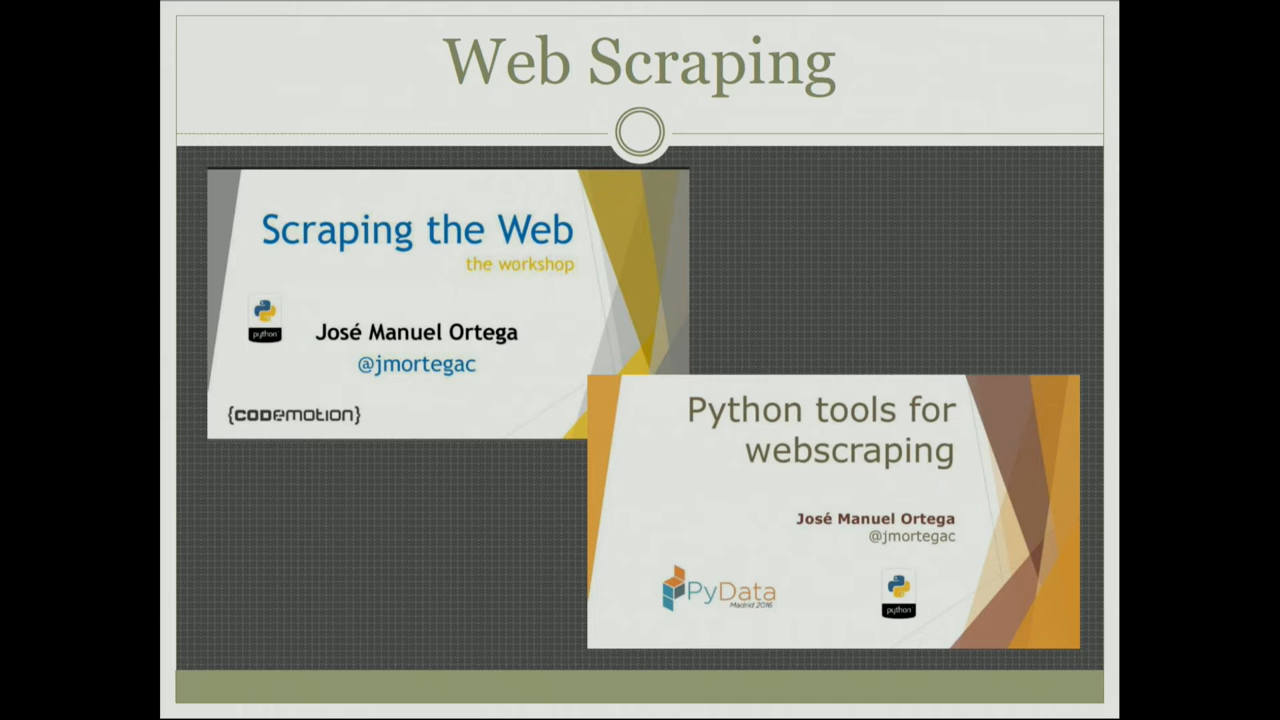 Web Scraping
Scraping the Web
the workshop
python
José Manuel Ortega
@jmortegac
{CODEMOTION}
Python tools for
webscraping
José Manuel Ortega
@jmortegac
PyData
Madrid 2016
python